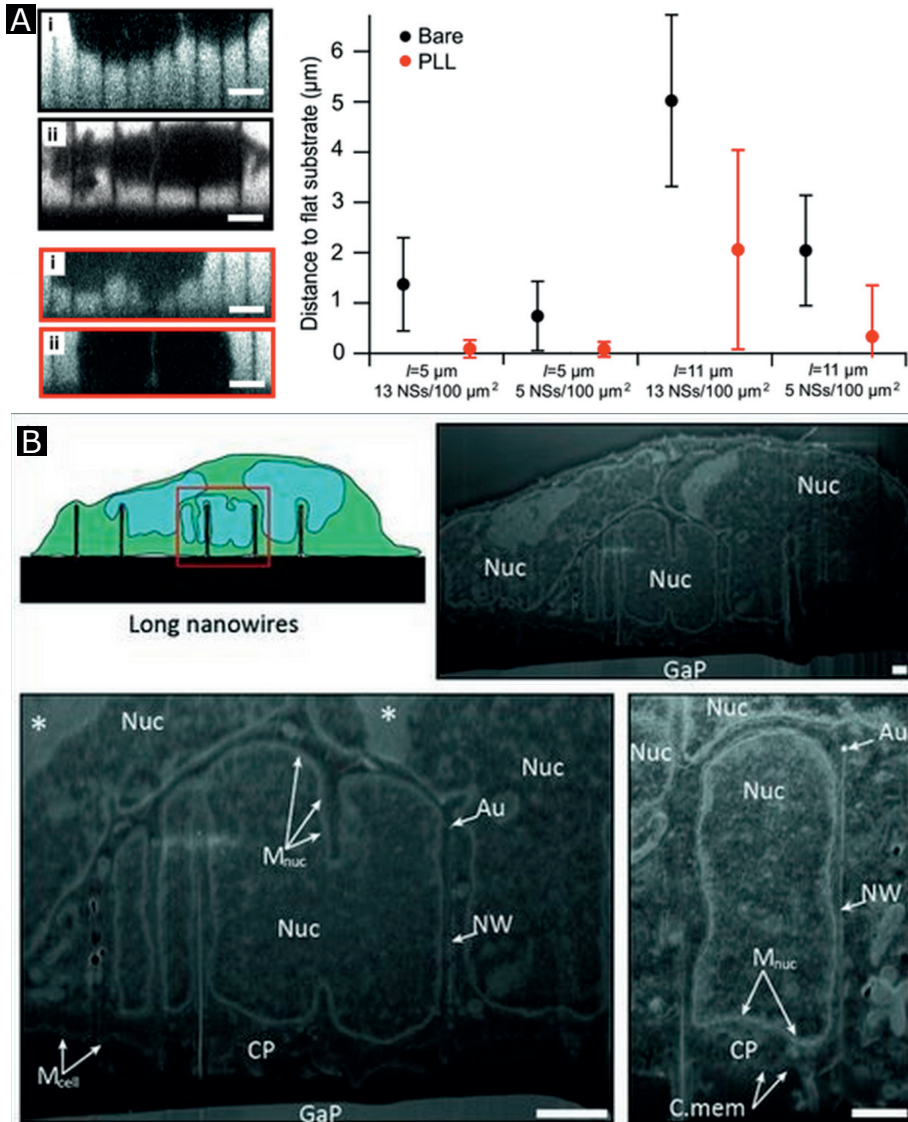 A
i
ii
i
ii
Distance to flat substrate (µm)
6
5
4
3
2
1
0
Bare
PLL
l=5 µm
13 NSs/100 µm²
l=5 µm
5 NSs/100 µm²
l=11 µm
13 NSs/100 µm²
l=11 µm
5 NSs/100 µm²
B
Long nanowires
Nuc
Nuc
Nuc
GaP
*
Nuc
*
Nuc
Au
Mnuc
Nuc
NW
CP
Mcell
GaP
Nuc
Au
Nuc
Nuc
NW
Mnuc
CP
C.mem